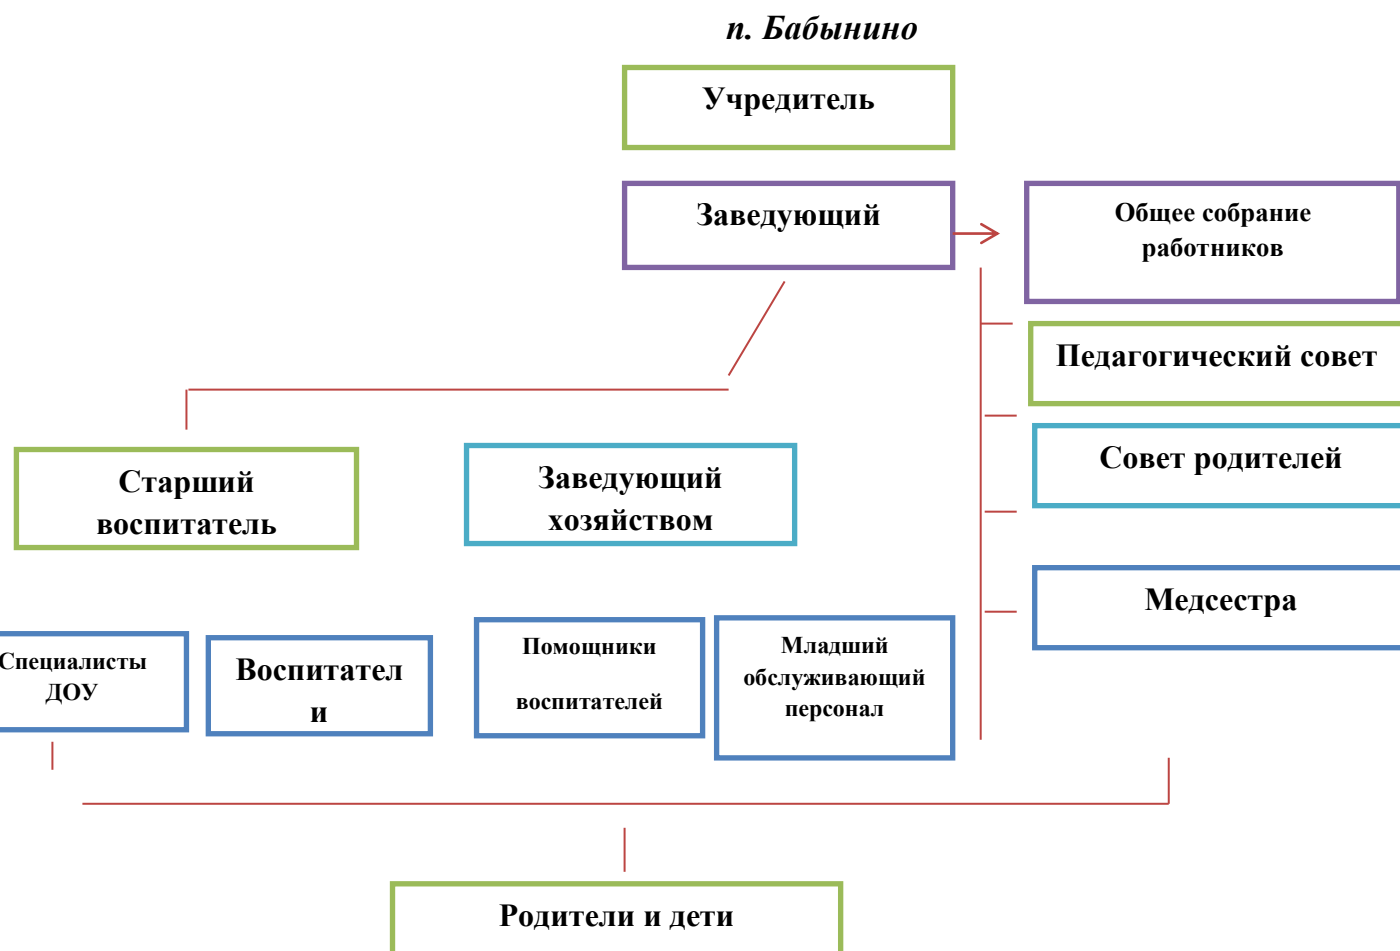 п. Бабынино
Учредитель
Заведующий
Общее собрание
работников
Педагогический совет
Совет родителей
Старший
воспитатель
Заведующий
хозяйством
Медсестра
Специалисты
ДОУ
Воспитател
и
Помощники
воспитателей
Младший
обслуживающий
персонал
Родители и дети